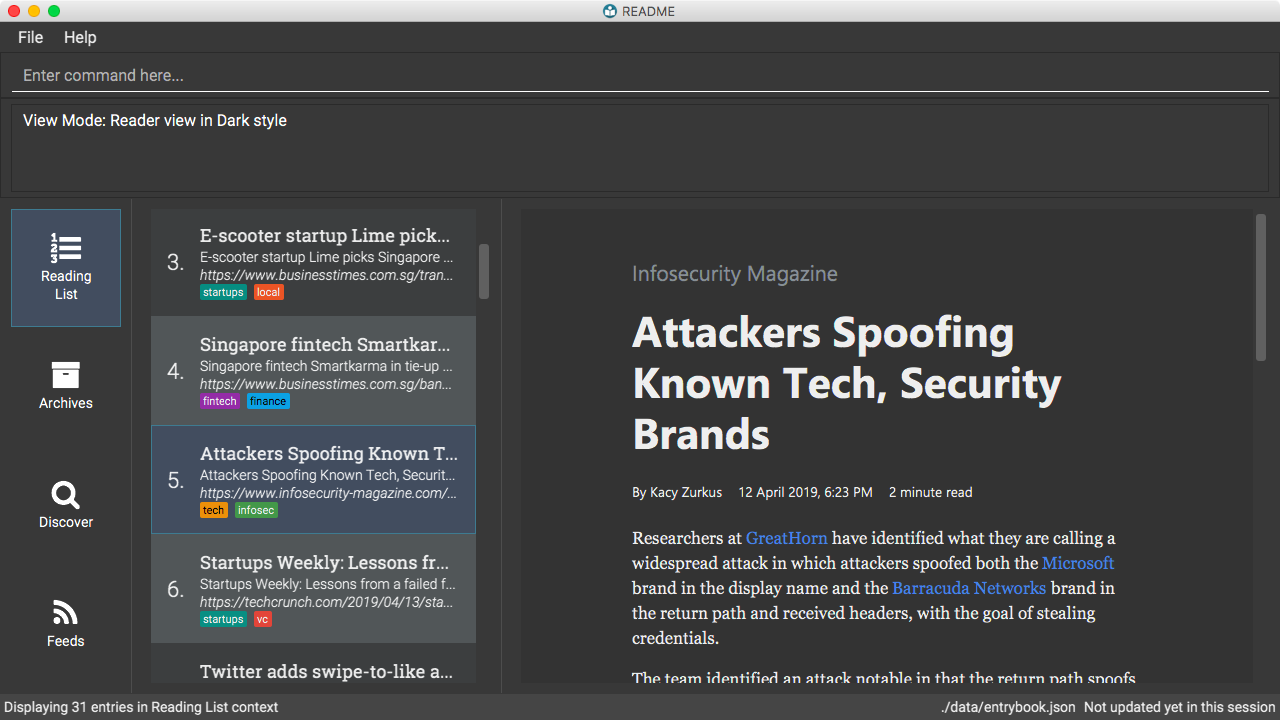 README
File Help
Enter command here...
View Mode: Reader view in Dark style
1
2
3
Reading
List
Archives
Discover
Feeds
3.
E-scooter startup Lime pick...
E-scooter startup Lime picks Singapore ...
https://www.businesstimes.com.sg/tran...
startups local
4.
Singapore fintech Smartkar...
Singapore fintech Smartkarma in tie-up ...
https://www.businesstimes.com.sg/ban...
fintech finance
5.
Attackers Spoofing Known T...
Attackers Spoofing Known Tech, Securit...
https://www.infosecurity-magazine.com/...
tech infosec
6.
Startups Weekly: Lessons fr...
Startups Weekly: Lessons from a failed f...
https://techcrunch.com/2019/04/13/sta...
startups vc
Twitter adds swipe-to-like a...
Infosecurity Magazine
Attackers Spoofing
Known Tech, Security
Brands
By Kacy Zurkus 12 April 2019, 6:23 PM 2 minute read
Researchers at GreatHorn have identified what they are calling a
widespread attack in which attackers spoofed both the Microsoft
brand in the display name and the Barracuda Networks brand in
the return path and received headers, with the goal of stealing
credentials.
The team identified an attack notable in that the return path spoofs
Displaying 31 entries in Reading List context
./data/entrybook.json Not updated yet in this session